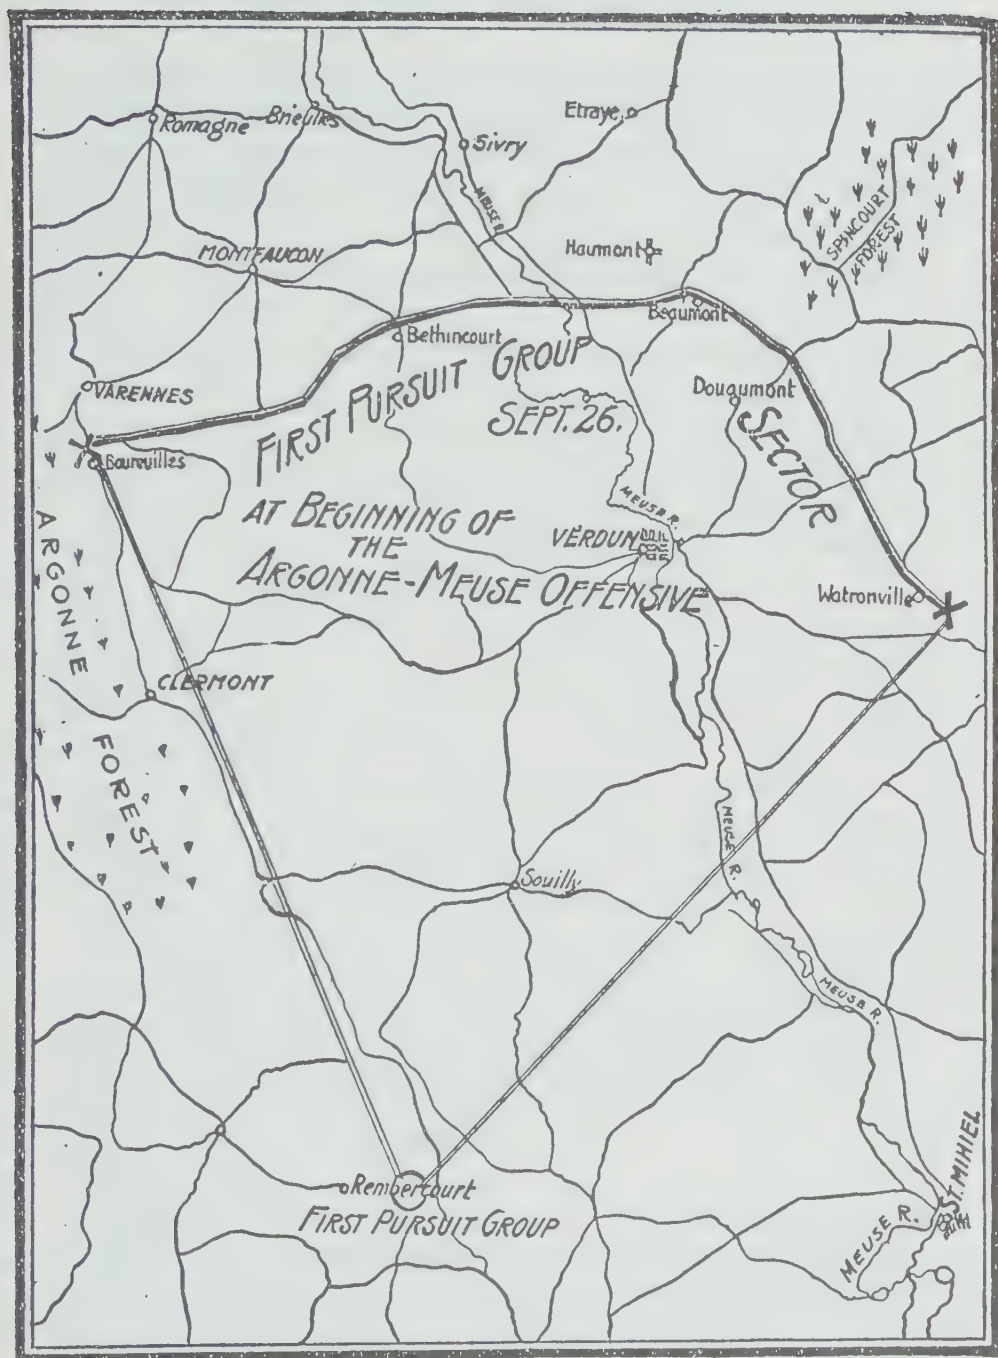 Romagne
Brieulles
Sivry
Etraye
MEUSE R.
Haumont
SPINCOURT
FOREST
MONTFAUCON
Beaumont
Bethincourt
VARENNES
Douaumont
FIRST PURSUIT GROUP
SECTOR
SEPT. 26.
Boureuilles
AT BEGINNING OF
THE
ARGONNE-MEUSE OFFENSIVE
MEUSE R.
VERDUN
Watronville
ARGONNE
FOREST
CLERMONT
MEUSE R.
Souilly
MEUSE R.
Rembercourt
FIRST PURSUIT GROUP
ST. MIHIEL
MEUSE R.